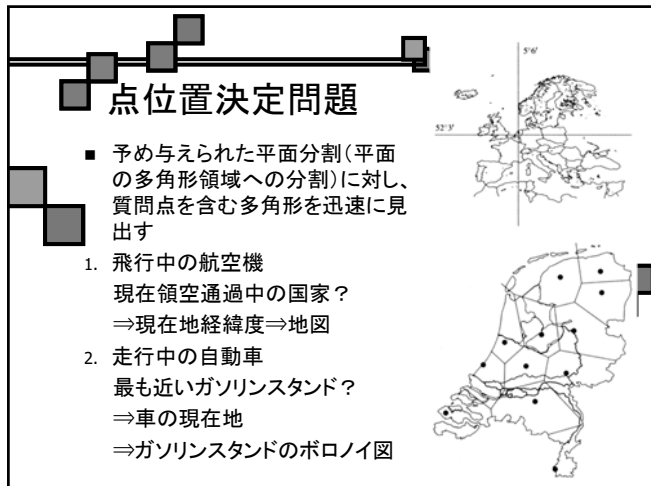 点位置決定問題
■ 予め与えられた平面分割(平面
の多角形領域への分割)に対し、
質問点を含む多角形を迅速に見
出す
1. 飛行中の航空機
現在領空通過中の国家?
⇒現在地経緯度⇒地図
2. 走行中の自動車
最も近いガソリンスタンド?
⇒車の現在地
⇒ガソリンスタンドのボロノイ図
5°6'
52°3'